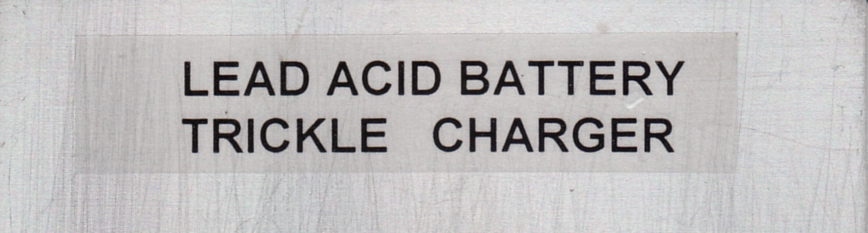 LEAD ACID BATTERY
TRICKLE CHARGER